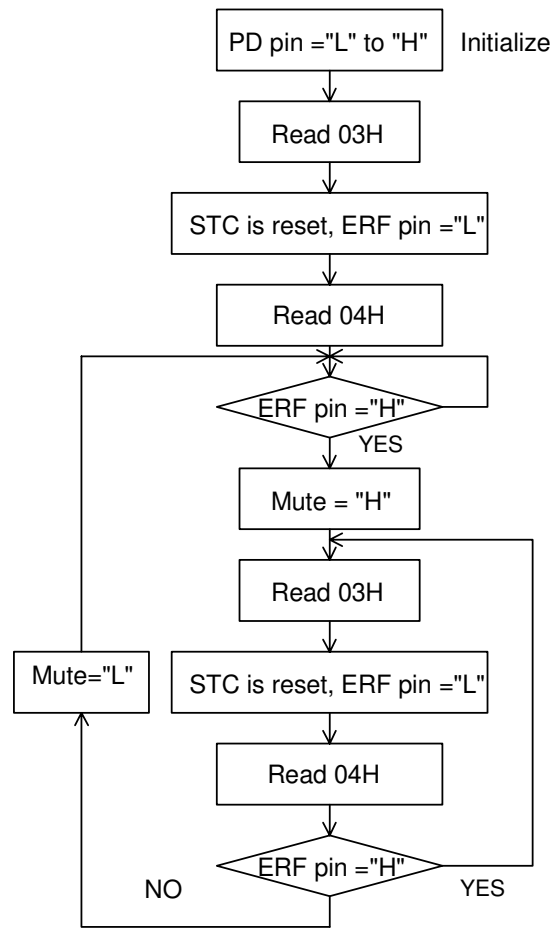 PD pin ="L" to "H"
Initialize
Read 03H
STC is reset, ERF pin ="L"
Read 04H
ERF pin ="H"
YES
Mute = "H"
Read 03H
Mute="L"
STC is reset, ERF pin ="L"
Read 04H
ERF pin ="H"
NO
YES